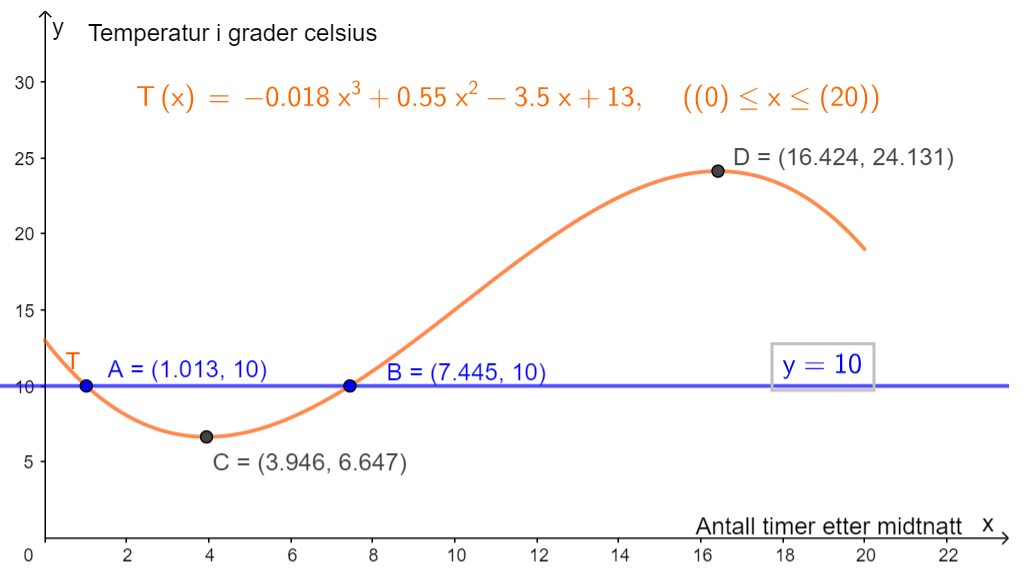 y Temperatur i grader celsius
30
T (x) = −0.018 x³ + 0.55 x² − 3.5 x + 13, ((0) ≤ x ≤ (20))
25
D = (16.424, 24.131)
20
15
T
A = (1.013, 10)
B = (7.445, 10)
y = 10
10
C = (3.946, 6.647)
5
Antall timer etter midtnatt x
0 2 4 6 8 10 12 14 16 18 20 22